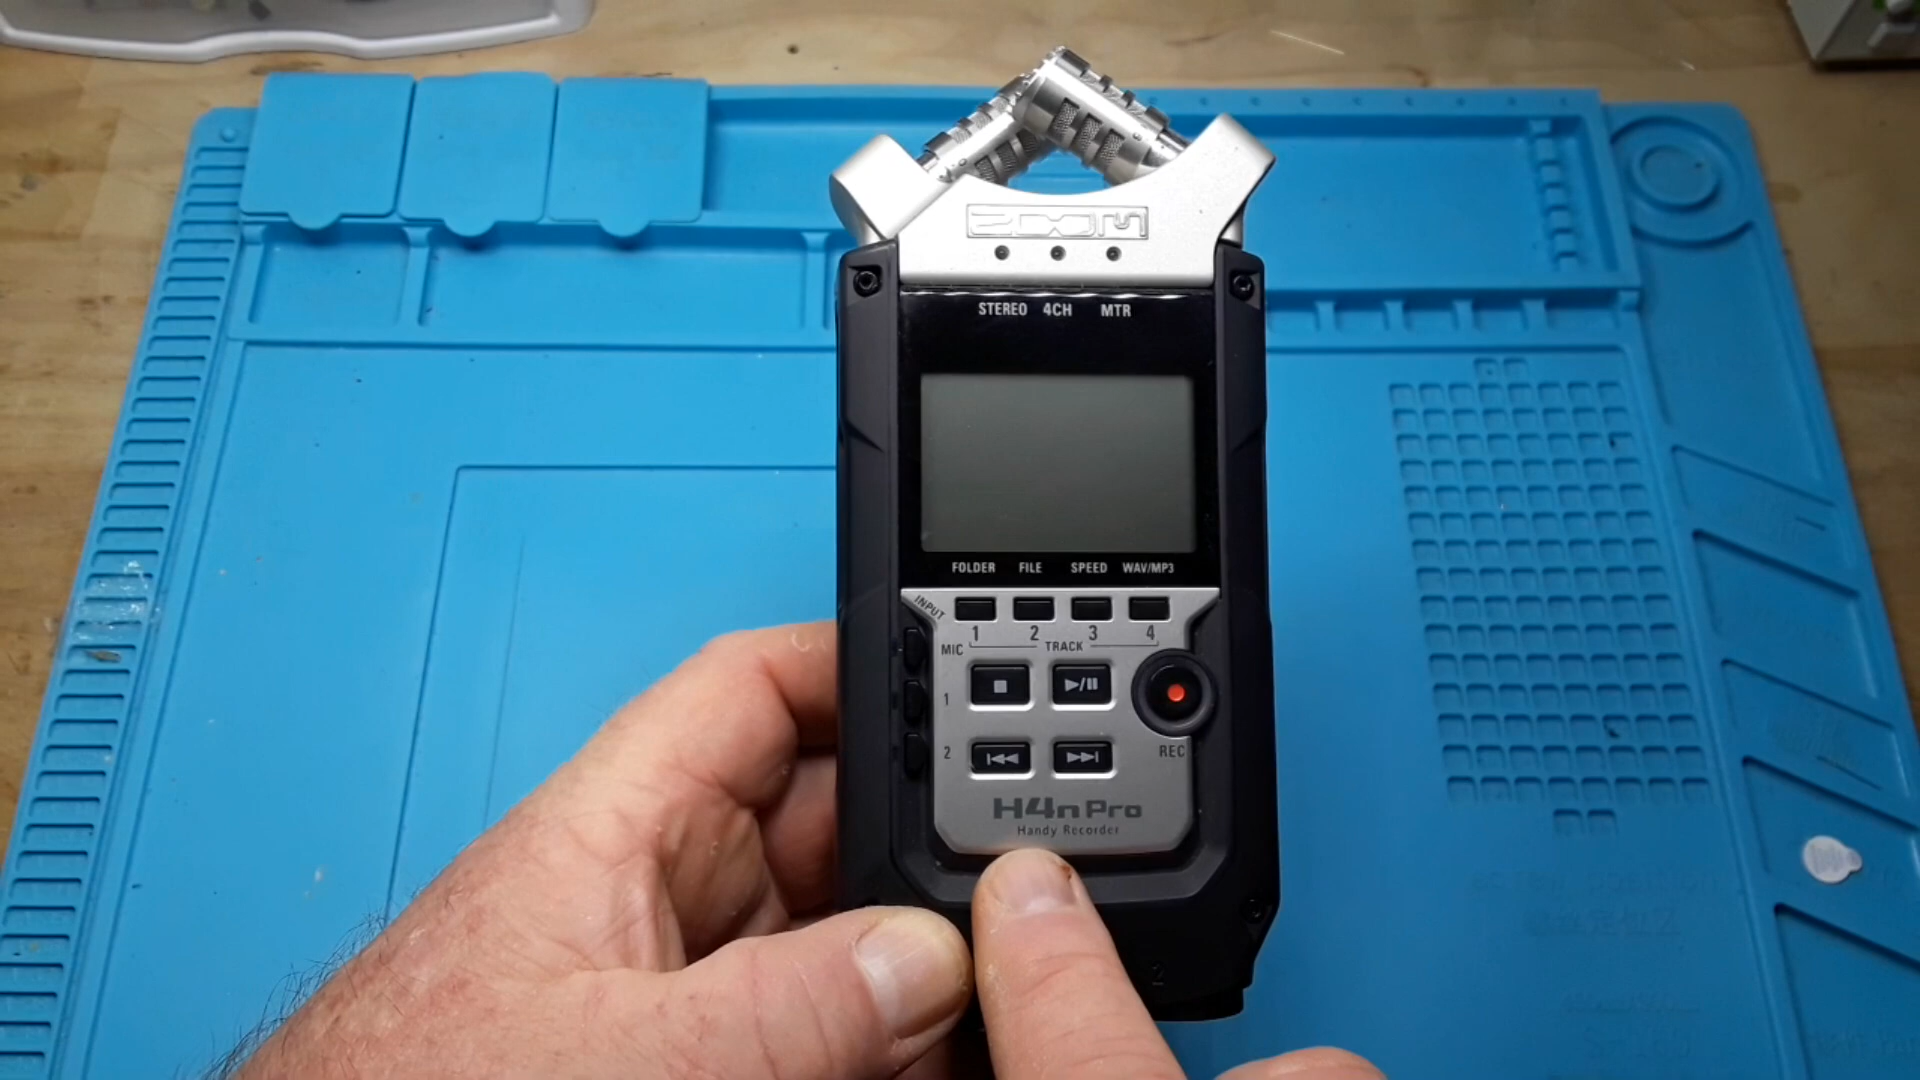 ZOOM
STEREO 4CH MTR
FOLDER FILE SPEED WAV/MP3
INPUT
1 2 3 4
MIC TRACK
1
2
REC
H4n Pro
Handy Recorder
2